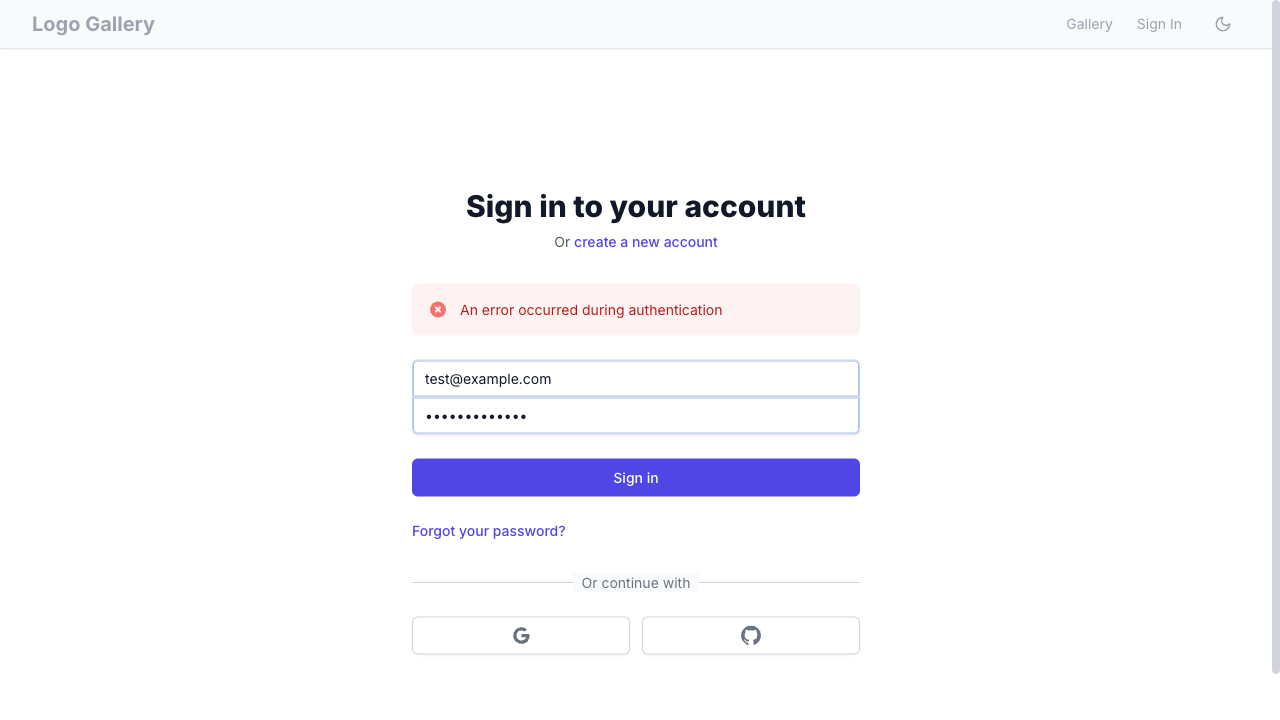 Logo Gallery
Gallery
Sign In
Sign in to your account
Or create a new account
An error occurred during authentication
test@example.com
•••••••••••••
Sign in
Forgot your password?
Or continue with